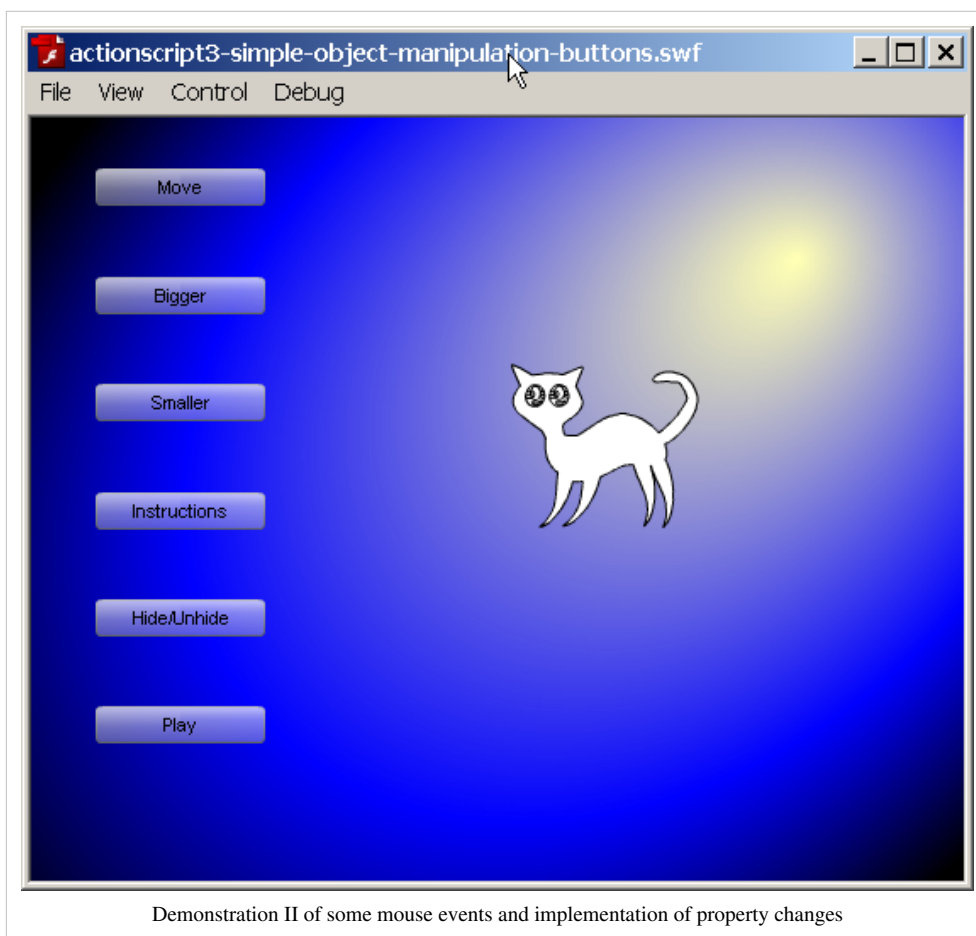 actionscript3-simple-object-manipulation-buttons.swf
File View Control Debug
Move
Bigger
Smaller
Instructions
Hide/Unhide
Play
Demonstration II of some mouse events and implementation of property changes